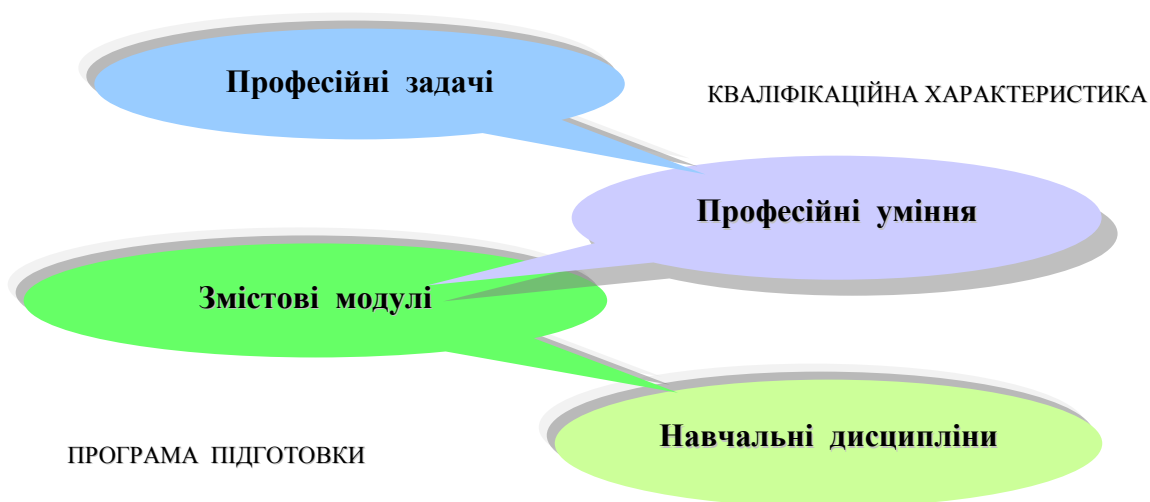 Професійні задачі
КВАЛІФІКАЦІЙНА ХАРАКТЕРИСТИКА
Професійні уміння
Змістові модулі
Навчальні дисципліни
ПРОГРАМА ПІДГОТОВКИ